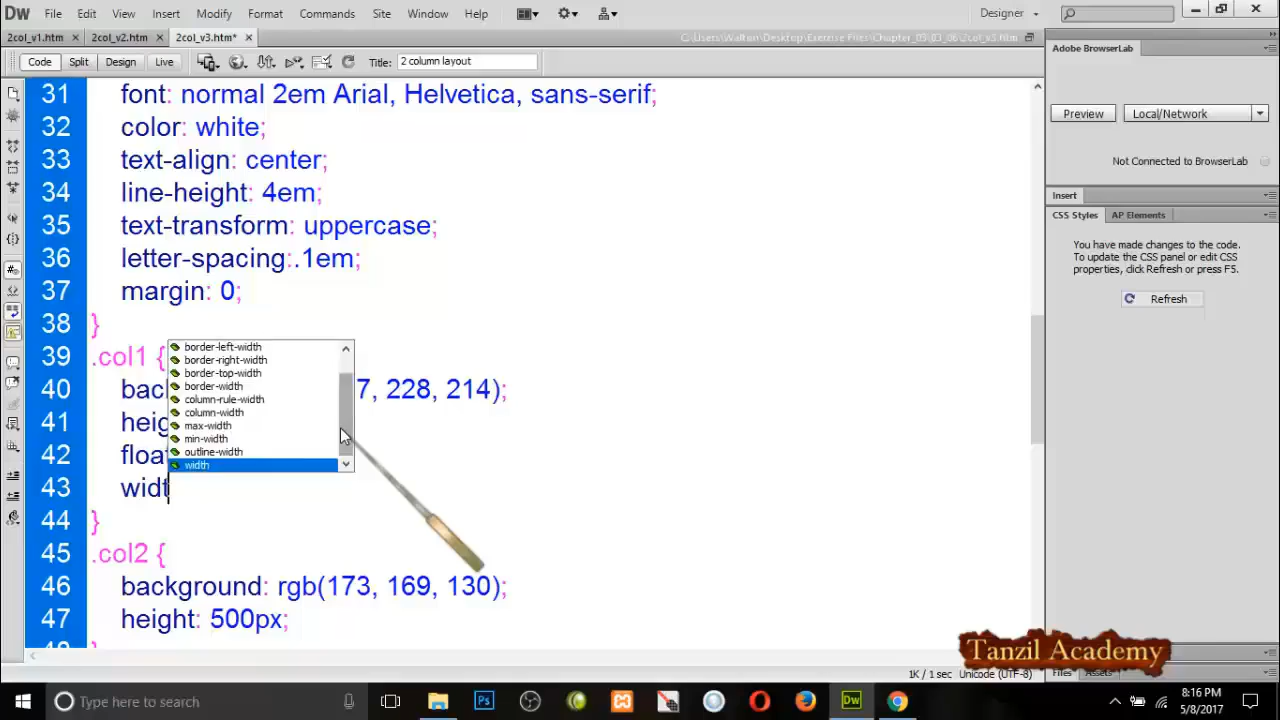 Dw File Edit View Insert Modify Format Commands Site Window Help Designer
2col_v1.htm 2col_v2.htm 2col_v3.htm*
Code Split Design Live Title: 2 column layout
31 font: normal 2em Arial, Helvetica, sans-serif;
32 color: white;
33 text-align: center;
34 line-height: 4em;
35 text-transform: uppercase;
36 letter-spacing:.1em;
37 margin: 0;
38 }
39 .col1 {
40 bac 7, 228, 214);
41 heig
42 floa
43 widt
44 }
45 .col2 {
46 background: rgb(173, 169, 130);
47 height: 500px;
border-left-width
border-right-width
border-top-width
border-width
column-rule-width
column-width
max-width
min-width
outline-width
width
Adobe BrowserLab
Preview Local/Network
Not Connected to BrowserLab
Insert
CSS Styles AP Elements
You have made changes to the code.
To update the CSS panel or edit CSS
properties, click Refresh or press F5.
Refresh
Tanzil Academy
Files Assets
1K / 1 sec Unicode (UTF-8)
Type here to search
Ps Dw
8:16 PM
5/8/2017